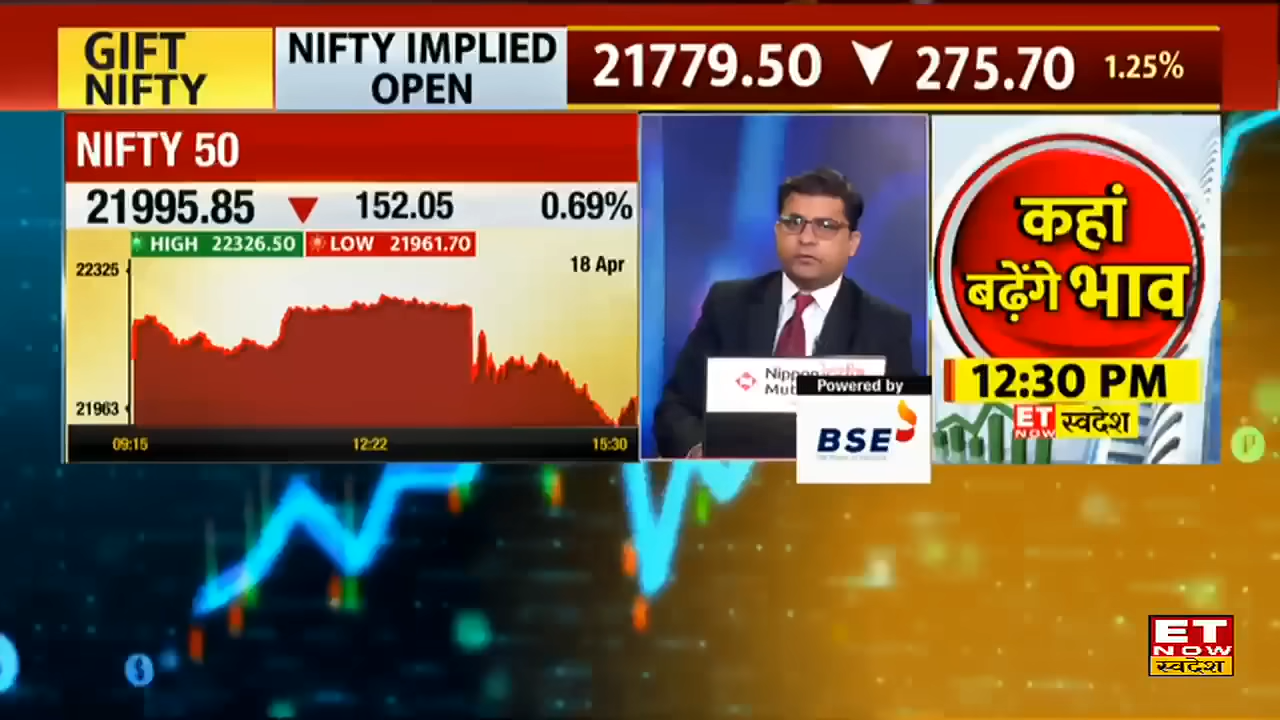 GIFT
NIFTY
NIFTY IMPLIED
OPEN
21779.50 275.70 1.25%
NIFTY 50
21995.85 152.05 0.69%
HIGH 22326.50 LOW 21961.70
22325
18 Apr
21963
09:15 12:22 15:30
Nippon
Powered by
BSE
कहां
बढ़ेंगे भाव
12:30 PM
ET
NOW
स्वदेश
ET
NOW
स्वदेश